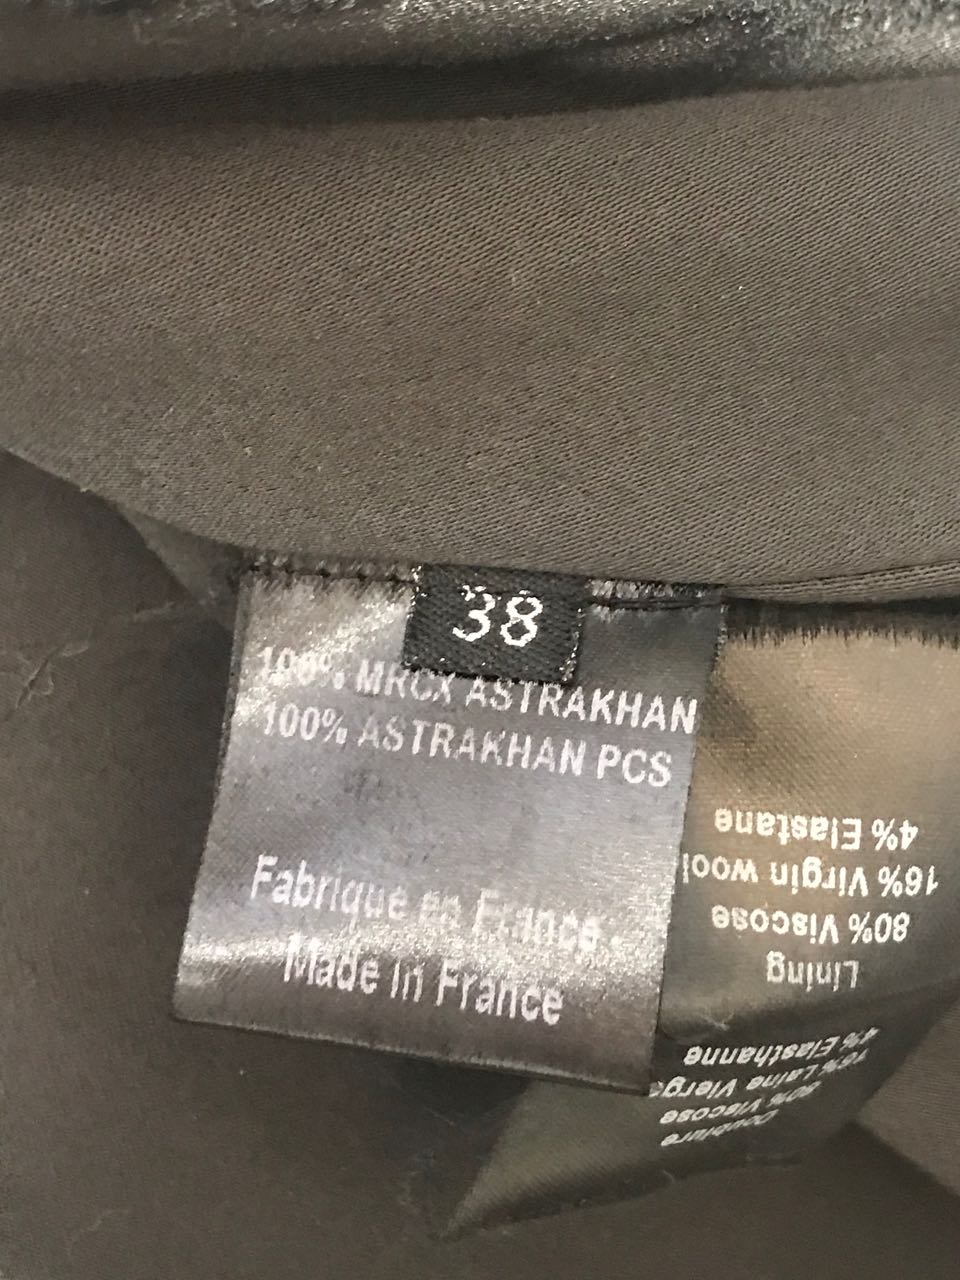 38
100% MRCX ASTRAKHAN
100% ASTRAKHAN PCS
Fabrique en France
Made in France
Doublure
80% Viscose
16% Laine Vierge
4% Elasthanne
Lining
80% Viscose
16% Virgin wool
4% Elastane